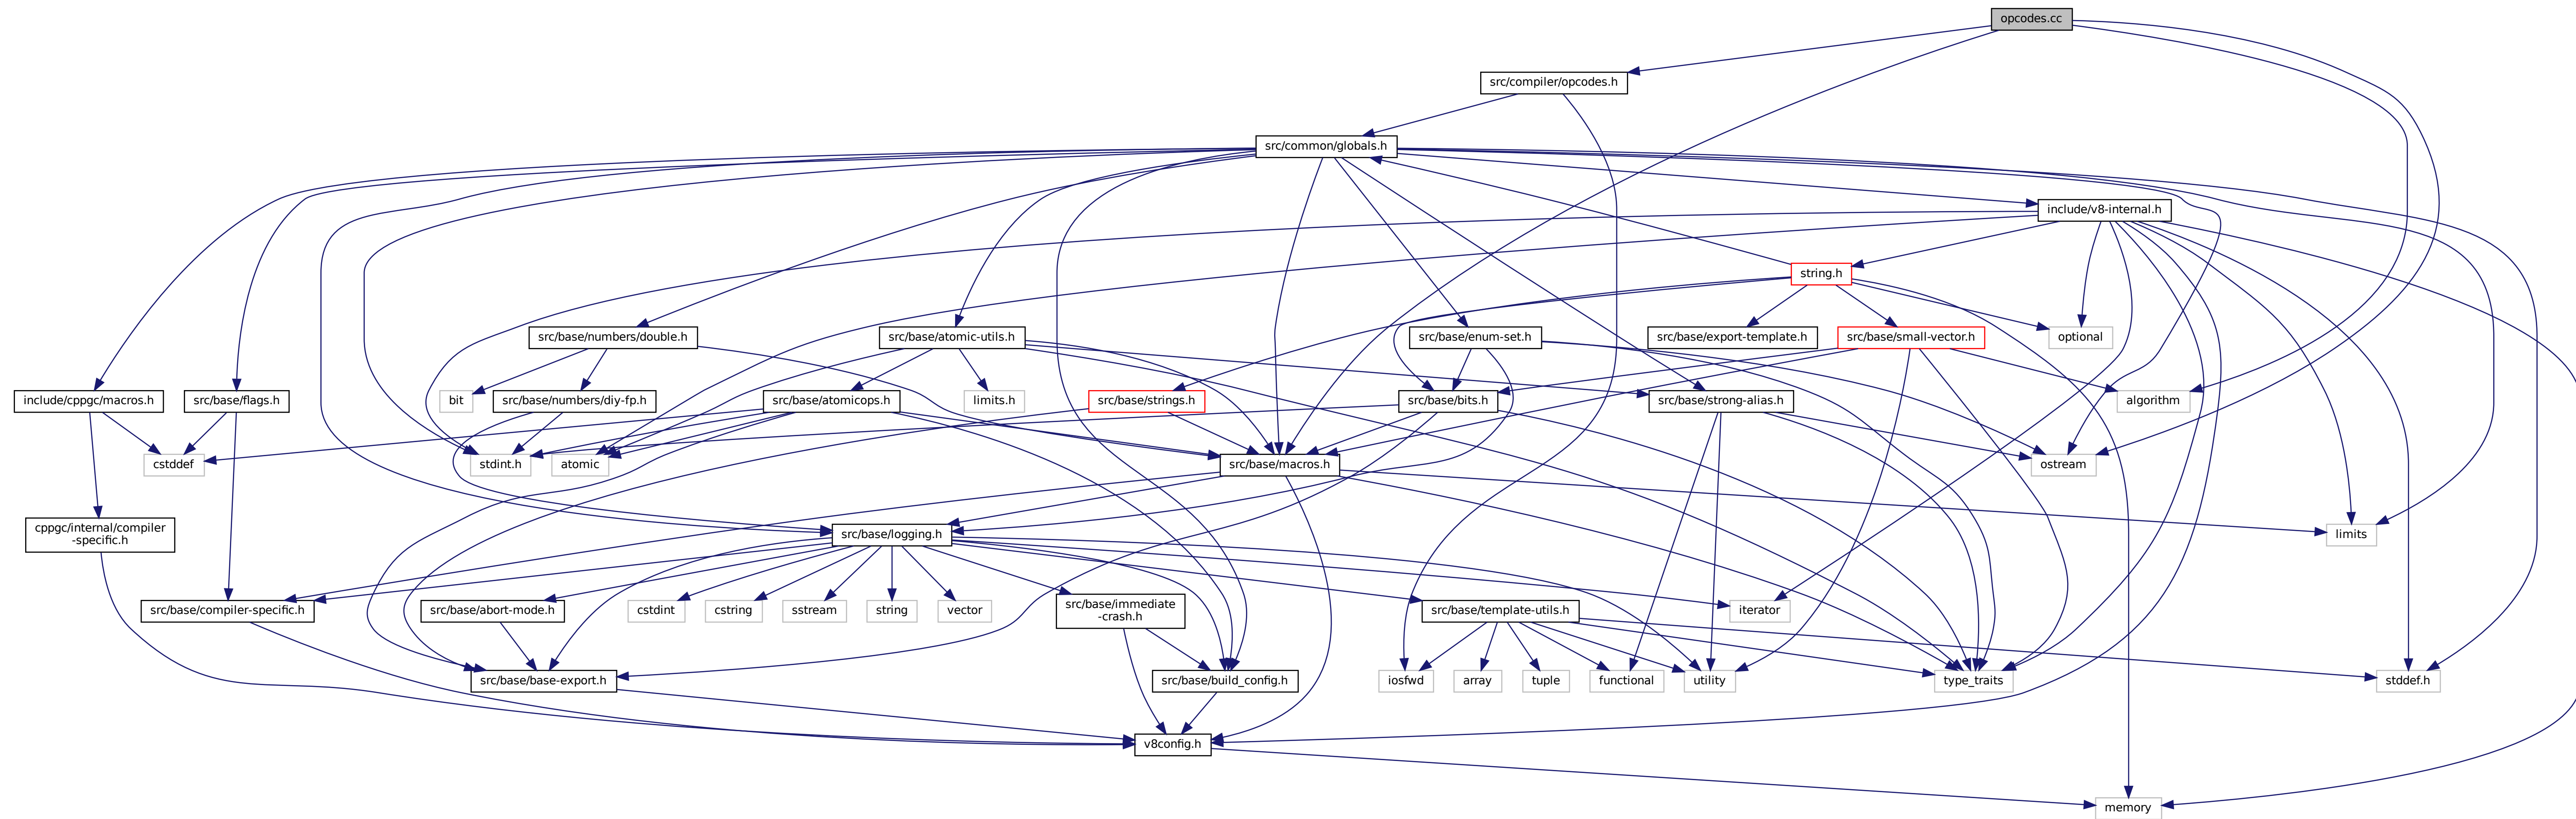 opcodes.cc
src/compiler/opcodes.h
src/common/globals.h
include/v8-internal.h
string.h
src/base/numbers/double.h
src/base/atomic-utils.h
src/base/enum-set.h
src/base/export-template.h
src/base/small-vector.h
optional
include/cppgc/macros.h
src/base/flags.h
bit
src/base/numbers/diy-fp.h
src/base/atomicops.h
limits.h
src/base/strings.h
src/base/bits.h
src/base/strong-alias.h
algorithm
cstddef
stdint.h
atomic
src/base/macros.h
ostream
cppgc/internal/compiler
-specific.h
src/base/logging.h
limits
src/base/compiler-specific.h
src/base/abort-mode.h
cstdint
cstring
sstream
string
vector
src/base/immediate
-crash.h
src/base/template-utils.h
iterator
src/base/base-export.h
src/base/build_config.h
iosfwd
array
tuple
functional
utility
type_traits
stddef.h
v8config.h
memory